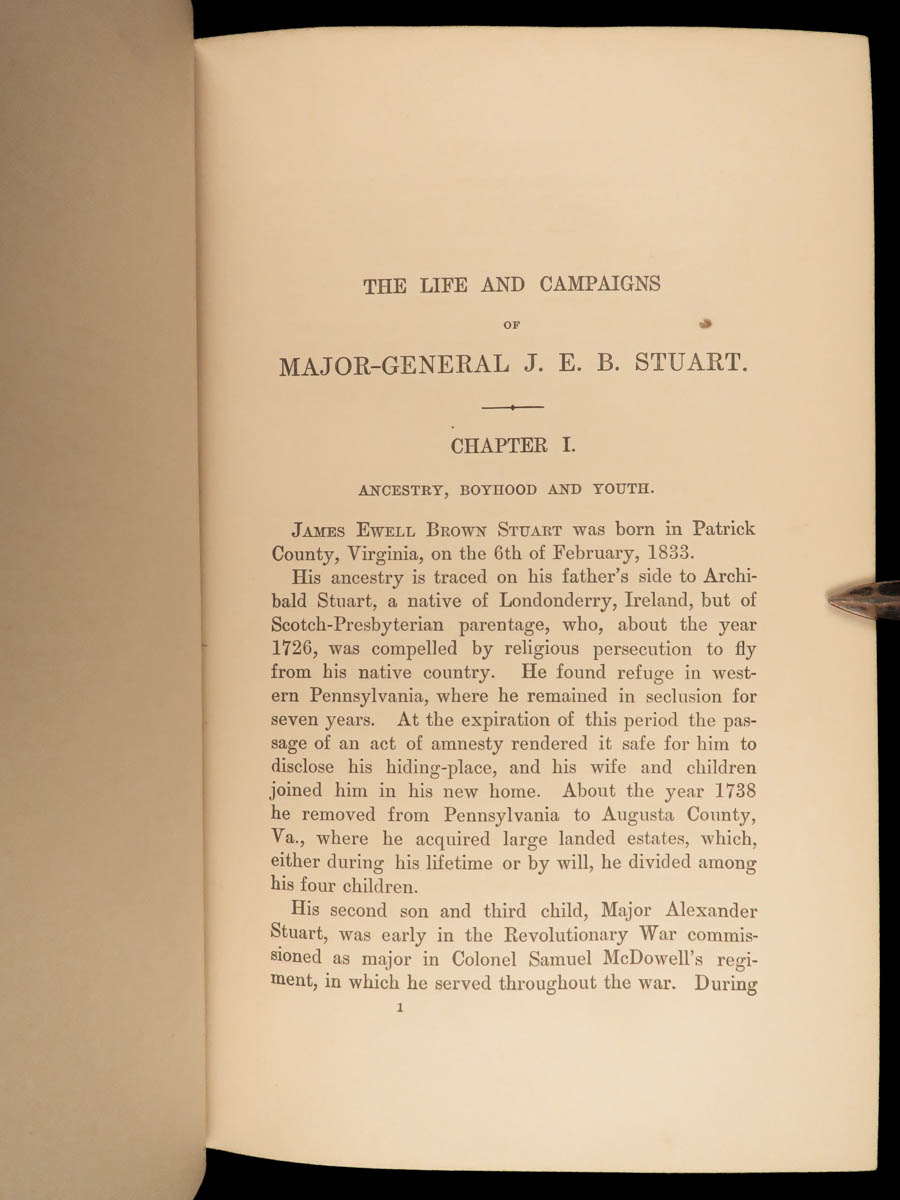 THE LIFE AND CAMPAIGNS
OF
MAJOR-GENERAL J. E. B. STUART.
CHAPTER I.
ANCESTRY, BOYHOOD AND YOUTH.
JAMES EWELL BROWN STUART was born in Patrick
County, Virginia, on the 6th of February, 1833.
His ancestry is traced on his father's side to Archi-
bald Stuart, a native of Londonderry, Ireland, but of
Scotch-Presbyterian parentage, who, about the year
1726, was compelled by religious persecution to fly
from his native country. He found refuge in west-
ern Pennsylvania, where he remained in seclusion for
seven years. At the expiration of this period the pas-
sage of an act of amnesty rendered it safe for him to
disclose his hiding-place, and his wife and children
joined him in his new home. About the year 1738
he removed from Pennsylvania to Augusta County,
Va., where he acquired large landed estates, which,
either during his lifetime or by will, he divided among
his four children.
His second son and third child, Major Alexander
Stuart, was early in the Revolutionary War commis-
sioned as major in Colonel Samuel McDowell's regi-
ment, in which he served throughout the war. During
1